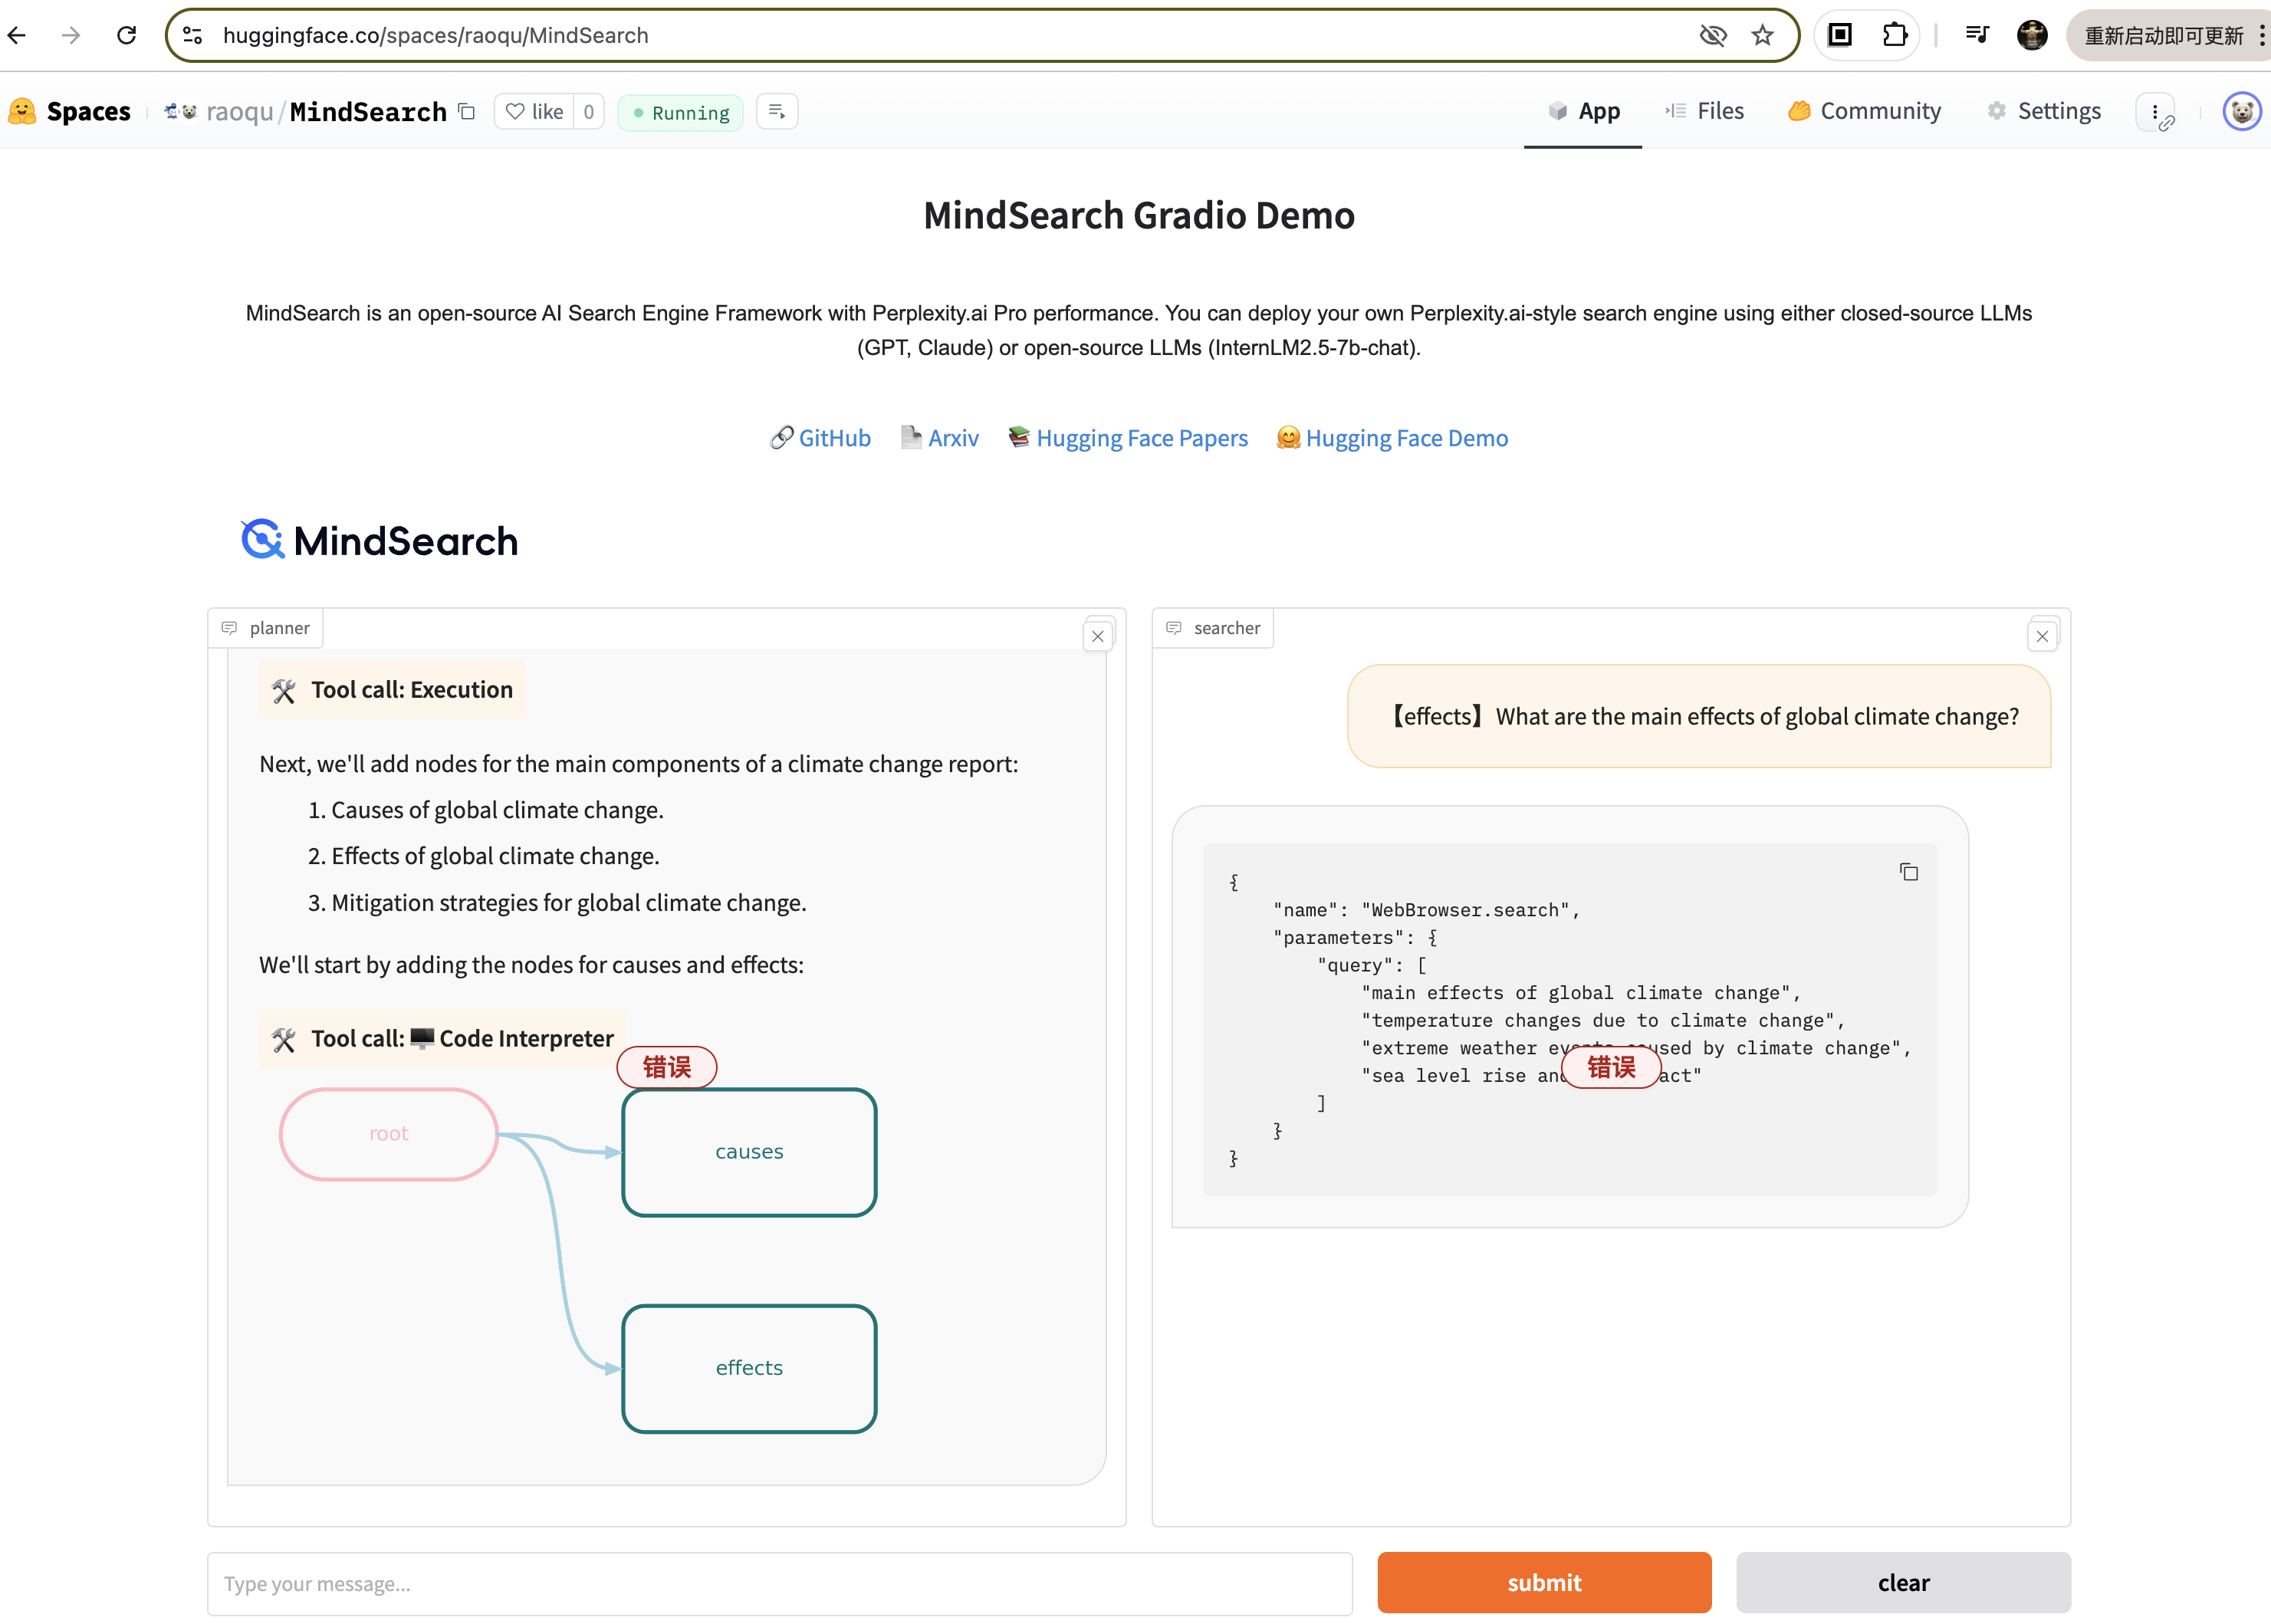 huggingface.co/spaces/raoqu/MindSearch
重新启动即可更新
Spaces raoqu/MindSearch like 0 Running App Files Community Settings
MindSearch Gradio Demo
MindSearch is an open-source AI Search Engine Framework with Perplexity.ai Pro performance. You can deploy your own Perplexity.ai-style search engine using either closed-source LLMs
(GPT, Claude) or open-source LLMs (InternLM2.5-7b-chat).
GitHub Arxiv Hugging Face Papers Hugging Face Demo
MindSearch
planner
Tool call: Execution
Next, we'll add nodes for the main components of a climate change report:
1. Causes of global climate change.
2. Effects of global climate change.
3. Mitigation strategies for global climate change.
We'll start by adding the nodes for causes and effects:
Tool call: Code Interpreter
错误
root
causes
effects
searcher
【effects】What are the main effects of global climate change?
{
"name": "WebBrowser.search",
"parameters": {
"query": [
"main effects of global climate change",
"temperature changes due to climate change",
"extreme weather by climate change",
"sea level rise
错误
]
}
}
Type your message...
submit
clear